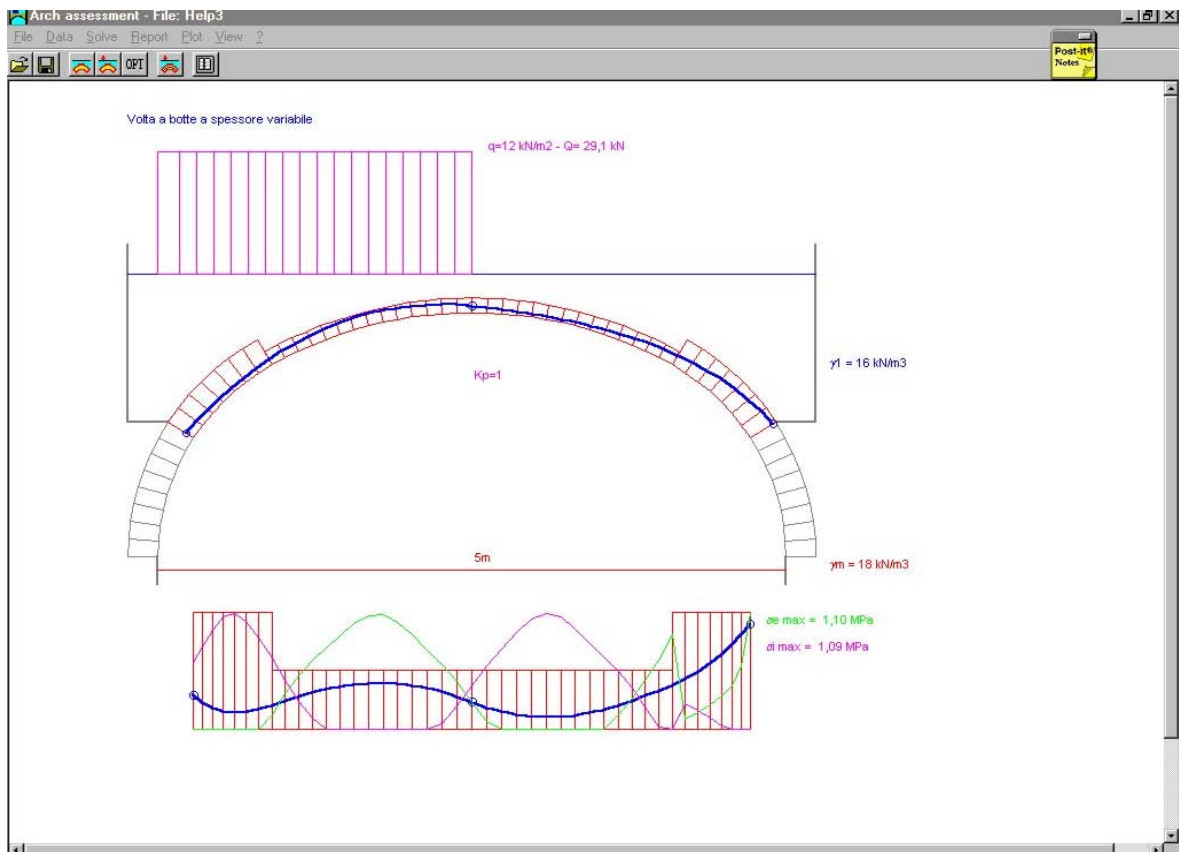 Arch assessment - File: Help3
File Data Solve Report Plot View ?
OPT
Post-it®
Notes
Volta a botte a spessore variabile
q=12 kN/m2 - Q= 29,1 kN
γ1 = 16 kN/m3
Kp=1
5m
γm = 18 kN/m3
σe max = 1,10 MPa
σi max = 1,09 MPa